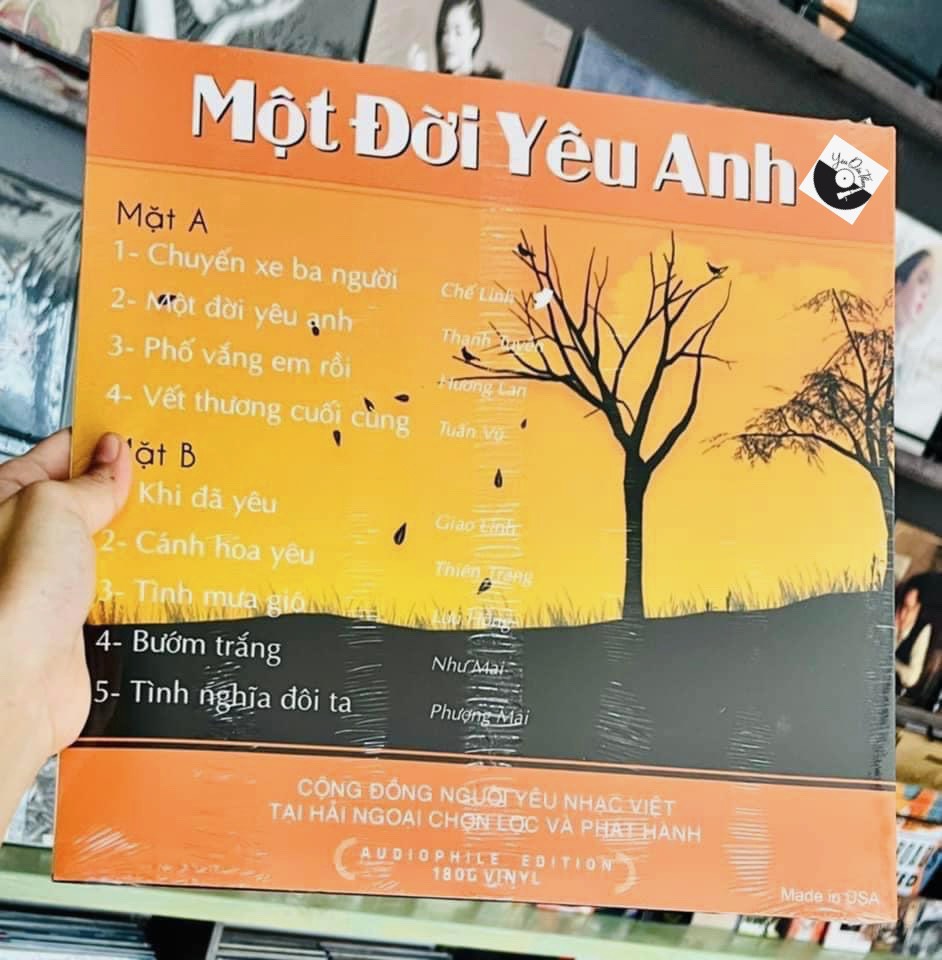 Một Đời Yêu Anh
Yêu Đĩa Than
Mặt A
1- Chuyến xe ba người Chế Linh
2- Một đời yêu anh Thanh Tuyền
3- Phố vắng em rồi Hương Lan
4- Vết thương cuối cùng Tuấn Vũ
Mặt B
Khi đã yêu Giao Linh
2- Cánh hoa yêu Thiên Trang
3- Tình mưa gió Lưu Hồng
4- Bướm trắng Như Mai
5- Tình nghĩa đôi ta Phượng Mai
CỘNG ĐỒNG NGƯỜI YÊU NHẠC VIỆT
TẠI HẢI NGOẠI CHỌN LỌC VÀ PHÁT HÀNH
AUDIOPHILE EDITION
180G VINYL
Made in USA